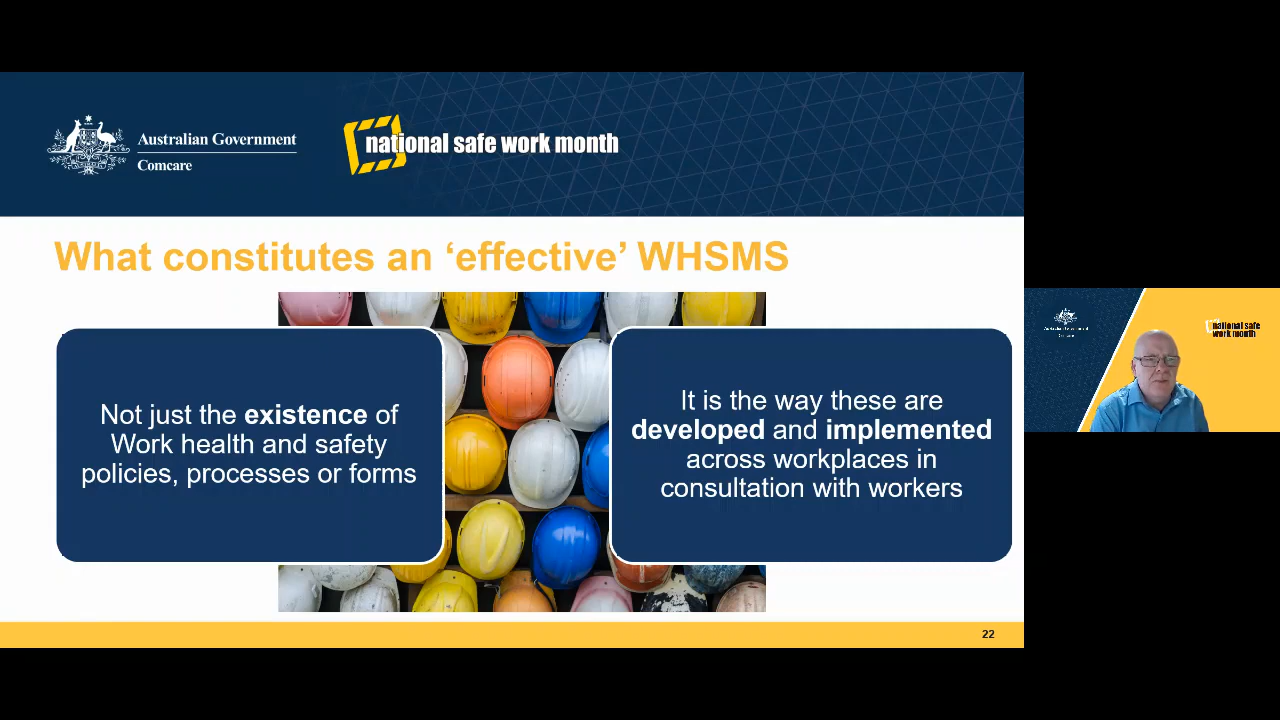 Australian Government
Comcare
national safe work month
What constitutes an ‘effective’ WHSMS
Not just the existence of
Work health and safety
policies, processes or forms
It is the way these are
developed and implemented
across workplaces in
consultation with workers
22
national safe
work month